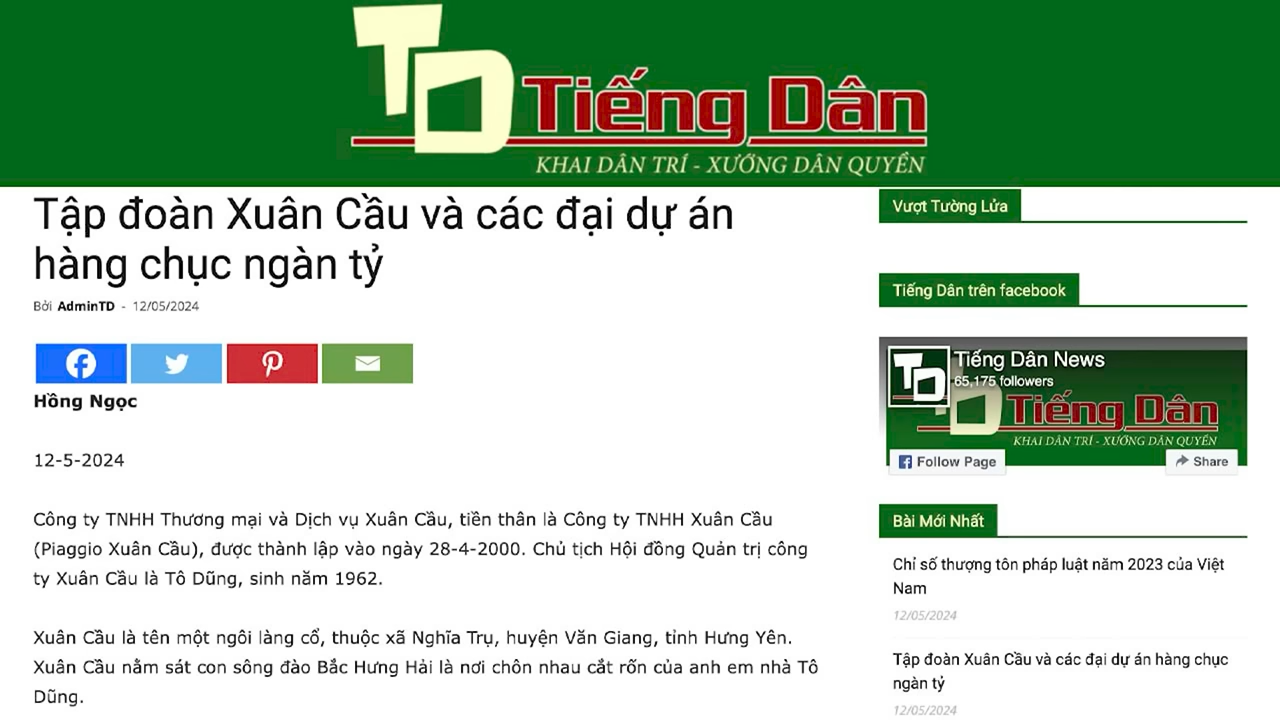 TD Tiếng Dân
KHAI DÂN TRÍ - XƯỚNG DÂN QUYỀN
Tập đoàn Xuân Cầu và các đại dự án
hàng chục ngàn tỷ
Bởi AdminTD - 12/05/2024
Hồng Ngọc
12-5-2024
Công ty TNHH Thương mại và Dịch vụ Xuân Cầu, tiền thân là Công ty TNHH Xuân Cầu
(Piaggio Xuân Cầu), được thành lập vào ngày 28-4-2000. Chủ tịch Hội đồng Quản trị công
ty Xuân Cầu là Tô Dũng, sinh năm 1962.
Xuân Cầu là tên một ngôi làng cổ, thuộc xã Nghĩa Trụ, huyện Văn Giang, tỉnh Hưng Yên.
Xuân Cầu nằm sát con sông đào Bắc Hưng Hải là nơi chôn nhau cắt rốn của anh em nhà Tô
Dũng.
Vượt Tường Lửa
Tiếng Dân trên facebook
TD
Tiếng Dân News
65,175 followers
TD Tiếng Dân
KHAI DÂN TRÍ - XƯỚNG DÂN QUYỀN
Follow Page
Share
Bài Mới Nhất
Chỉ số thượng tôn pháp luật năm 2023 của Việt
Nam
12/05/2024
Tập đoàn Xuân Cầu và các đại dự án hàng chục
ngàn tỷ
12/05/2024